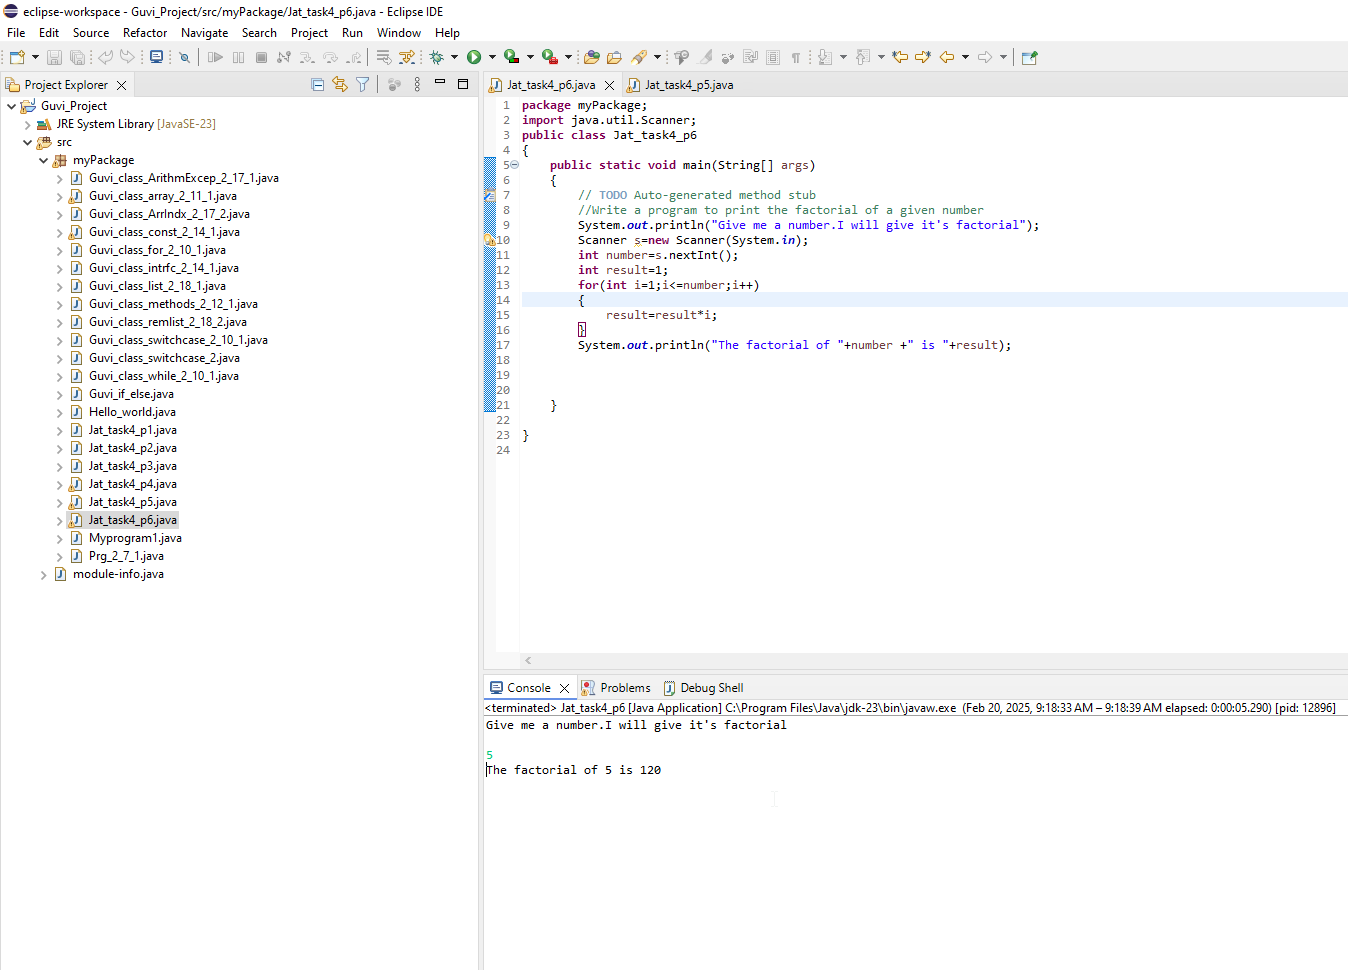 eclipse-workspace - Guvi_Project/src/myPackage/Jat_task4_p6.java - Eclipse IDE
File Edit Source Refactor Navigate Search Project Run Window Help
Project Explorer
Guvi_Project
JRE System Library [JavaSE-23]
src
myPackage
Guvi_class_ArithmExcep_2_17_1.java
Guvi_class_array_2_11_1.java
Guvi_class_ArrIndx_2_17_2.java
Guvi_class_const_2_14_1.java
Guvi_class_for_2_10_1.java
Guvi_class_intrfc_2_14_1.java
Guvi_class_list_2_18_1.java
Guvi_class_methods_2_12_1.java
Guvi_class_remlist_2_18_2.java
Guvi_class_switchcase_2_10_1.java
Guvi_class_switchcase_2.java
Guvi_class_while_2_10_1.java
Guvi_if_else.java
Hello_world.java
Jat_task4_p1.java
Jat_task4_p2.java
Jat_task4_p3.java
Jat_task4_p4.java
Jat_task4_p5.java
Jat_task4_p6.java
Myprogram1.java
Prg_2_7_1.java
module-info.java
Jat_task4_p6.java Jat_task4_p5.java
1 package myPackage;
2 import java.util.Scanner;
3 public class Jat_task4_p6
4 {
5 public static void main(String[] args)
6 {
7 // TODO Auto-generated method stub
8 //Write a program to print the factorial of a given number
9 System.out.println("Give me a number.I will give it's factorial");
10 Scanner s=new Scanner(System.in);
11 int number=s.nextInt();
12 int result=1;
13 for(int i=1;i<=number;i++)
14 {
15 result=result*i;
16 }
17 System.out.println("The factorial of "+number +" is "+result);
18
19
20
21 }
22
23 }
24
Console Problems Debug Shell
<terminated> Jat_task4_p6 [Java Application] C:\Program Files\Java\jdk-23\bin\javaw.exe (Feb 20, 2025, 9:18:33 AM – 9:18:39 AM elapsed: 0:00:05.290) [pid: 12896]
Give me a number.I will give it's factorial
5
The factorial of 5 is 120